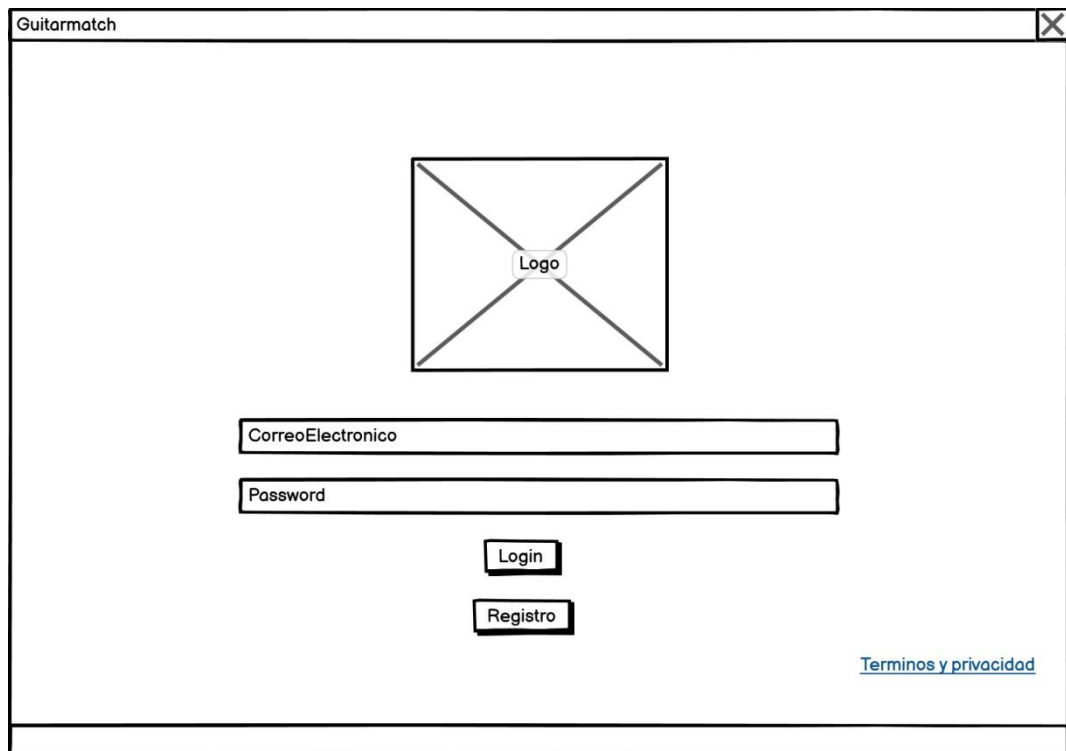 Guitarmatch
Logo
CorreoElectronico
Password
Login
Registro
Terminos y privacidad